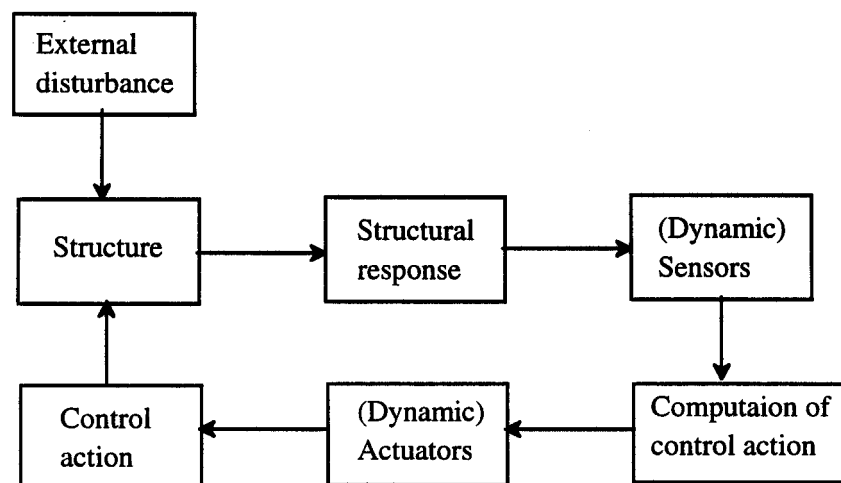 External
disturbance
Structure
Structural
response
(Dynamic)
Sensors
Control
action
(Dynamic)
Actuators
Computaion of
control action